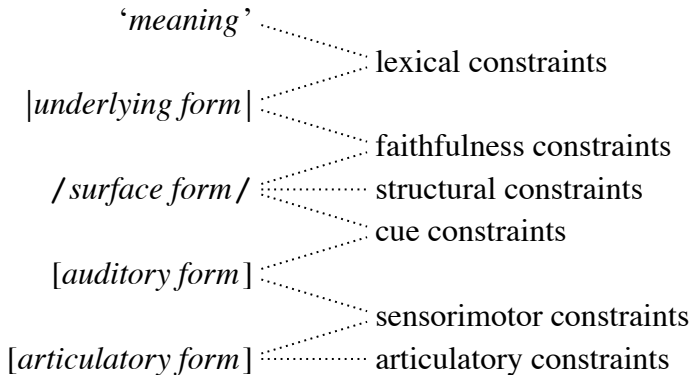 ‘meaning’
lexical constraints
|underlying form|
faithfulness constraints
/surface form/
structural constraints
cue constraints
[auditory form]
sensorimotor constraints
[articulatory form]
articulatory constraints